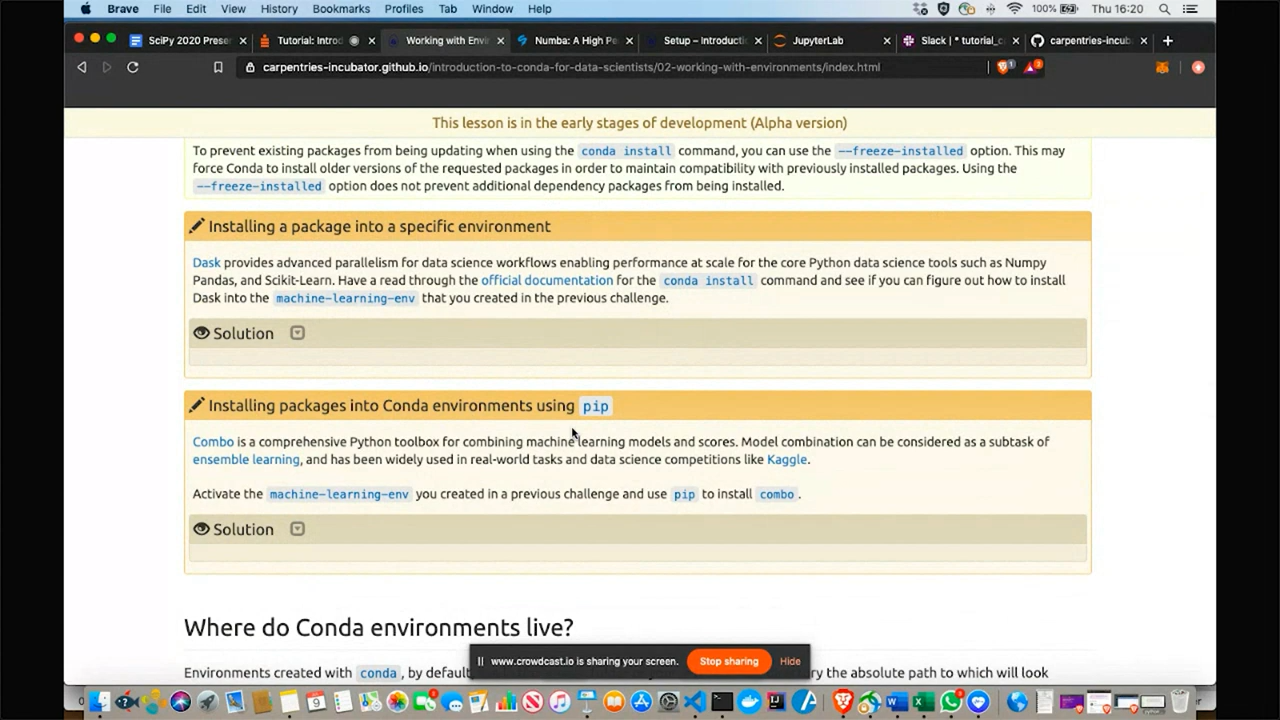 Brave File Edit View History Bookmarks Profiles Tab Window Help 100% Thu 16:20
SciPy 2020 Prese Tutorial: Introd Working with Envi Numba: A High P Setup – Introducti JupyterLab Slack | * tutorial_c carpentries-incub
carpentries-incubator.github.io/introduction-to-conda-for-data-scientists/02-working-with-environments/index.html
This lesson is in the early stages of development (Alpha version)
To prevent existing packages from being updating when using the conda install command, you can use the --freeze-installed option. This may
force Conda to install older versions of the requested packages in order to maintain compatibility with previously installed packages. Using the
--freeze-installed option does not prevent additional dependency packages from being installed.
Installing a package into a specific environment
Dask provides advanced parallelism for data science workflows enabling performance at scale for the core Python data science tools such as Numpy
Pandas, and Scikit-Learn. Have a read through the official documentation for the conda install command and see if you can figure out how to install
Dask into the machine-learning-env that you created in the previous challenge.
Solution
Installing packages into Conda environments using pip
Combo is a comprehensive Python toolbox for combining machine learning models and scores. Model combination can be considered as a subtask of
ensemble learning, and has been widely used in real-world tasks and data science competitions like Kaggle.
Activate the machine-learning-env you created in a previous challenge and use pip to install combo.
Solution
Where do Conda environments live?
www.crowdcast.io is sharing your screen. Stop sharing Hide
Environments created with conda, by defau ry the absolute path to which will look